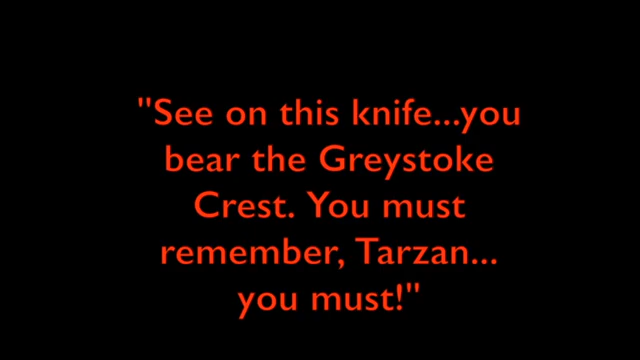 "See on this knife...you
bear the Greystoke
Crest. You must
remember, Tarzan...
you must!"